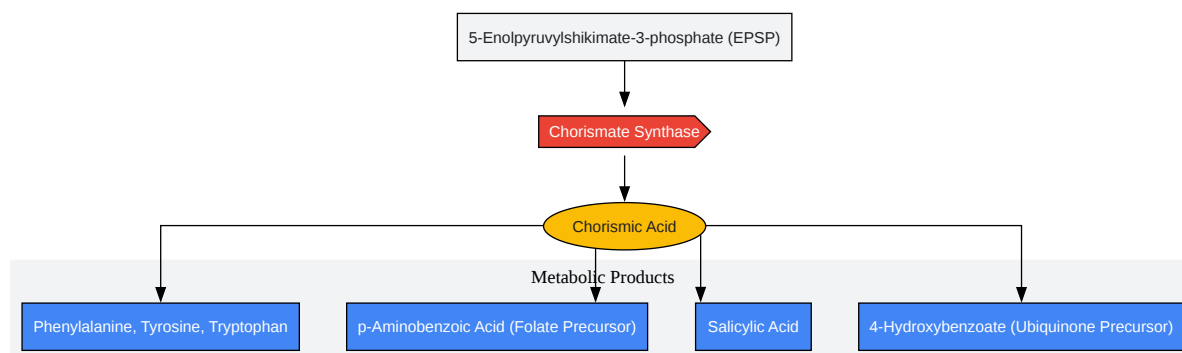 5-Enolpyruvylshikimate-3-phosphate (EPSP)
Chorismate Synthase
Chorismic Acid
Metabolic Products
Phenylalanine, Tyrosine, Tryptophan
p-Aminobenzoic Acid (Folate Precursor)
Salicylic Acid
4-Hydroxybenzoate (Ubiquinone Precursor)